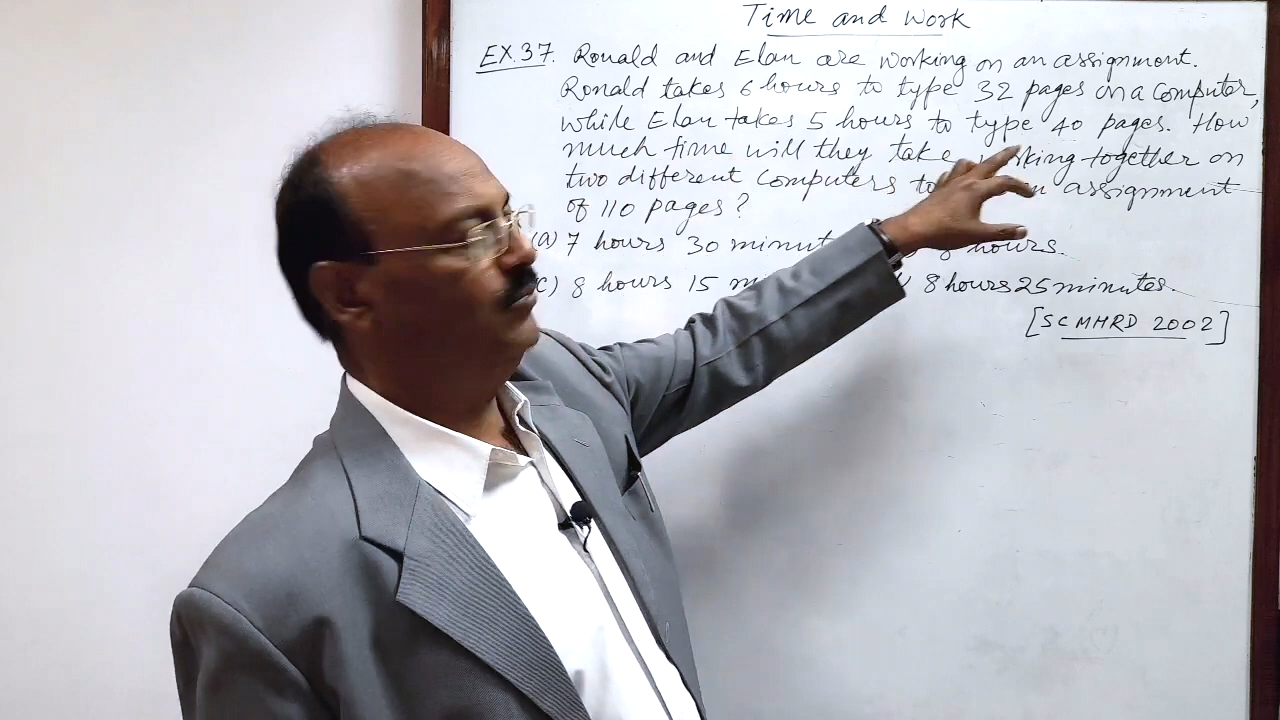 Time and Work
EX.37. Ronald and Elan are working on an assignment.
Ronald takes 6 hours to type 32 pages on a computer,
while Elan takes 5 hours to type 40 pages. How
much time will they take working together on
two different computers to an assignment
of 110 pages?
(a) 7 hours 30 minut hours.
(c) 8 hours 15 m 8 hours 25 minutes.
[SCMHRD 2002]